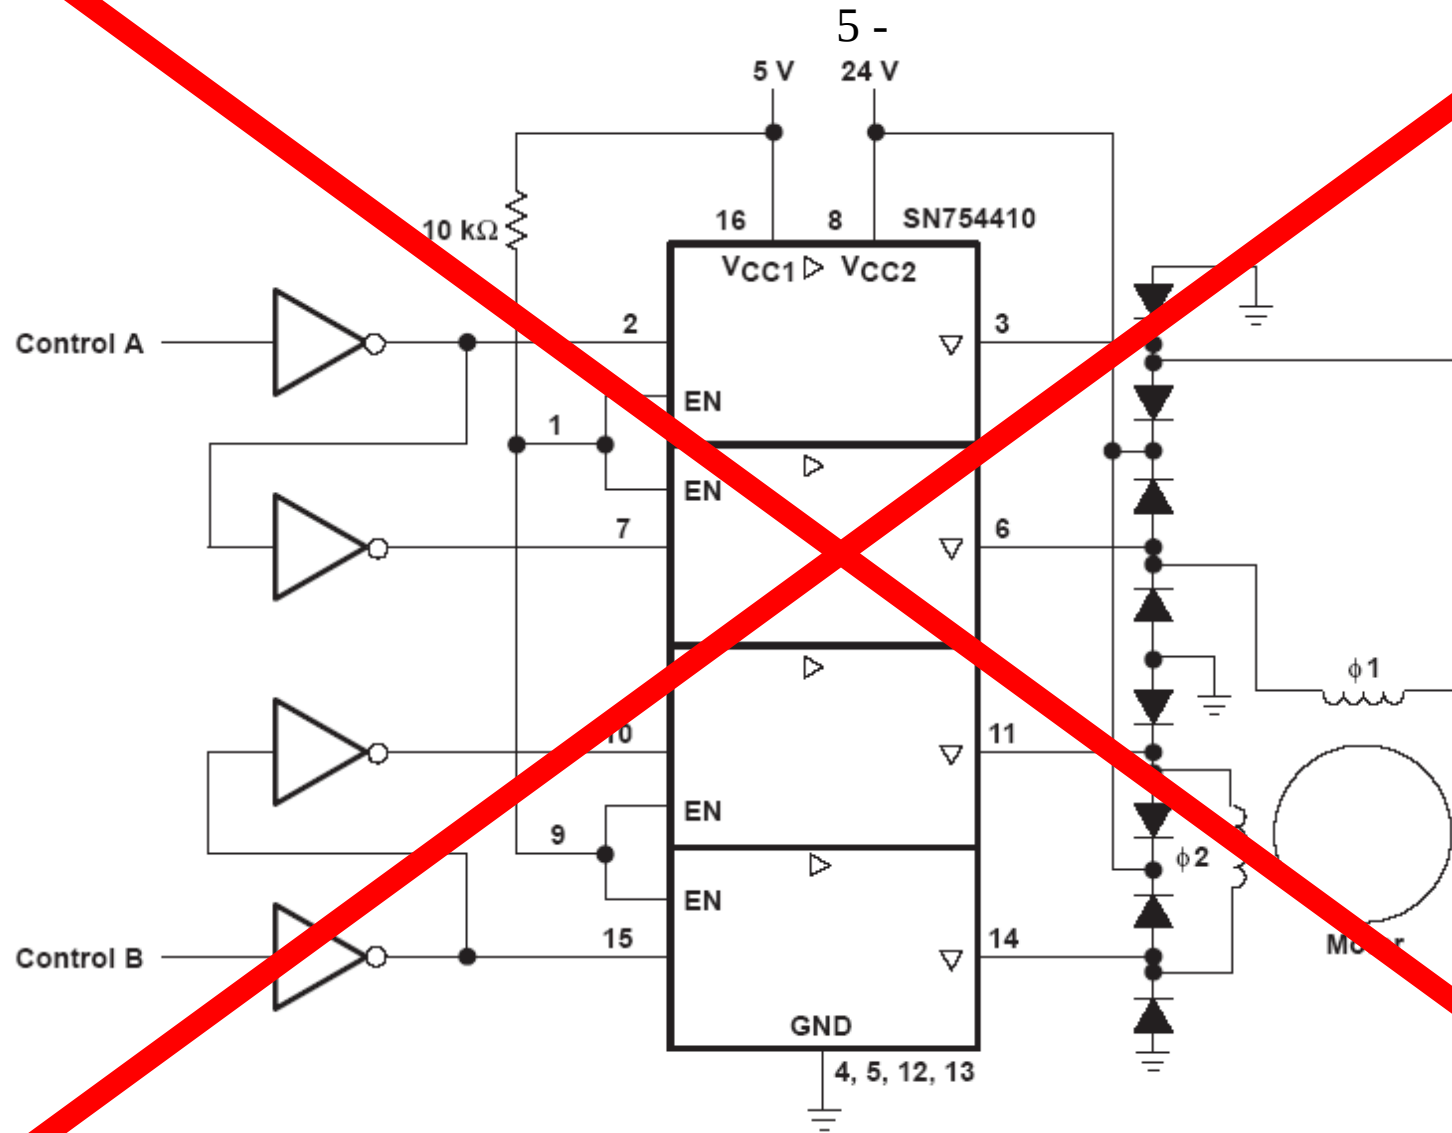 5 -
5 V 24 V
16 8 SN754410
10 kΩ
VCC1 VCC2
Control A 2 3
EN
1
EN
7 6
ϕ1
10 11
EN
9
ϕ2
EN
15 14
Control B
GND
4, 5, 12, 13